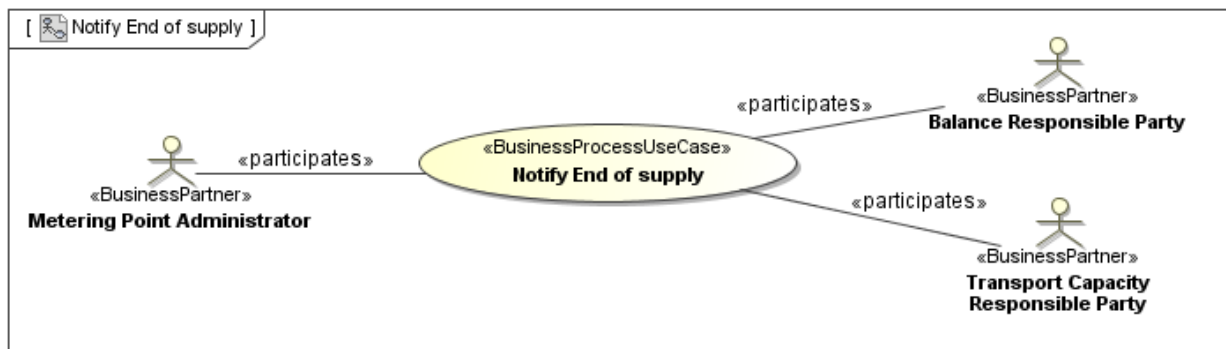 [ Notify End of supply ]
«BusinessPartner»
Balance Responsible Party
«participates»
«BusinessProcessUseCase»
Notify End of supply
«participates»
«BusinessPartner»
Metering Point Administrator
«participates»
«BusinessPartner»
Transport Capacity
Responsible Party